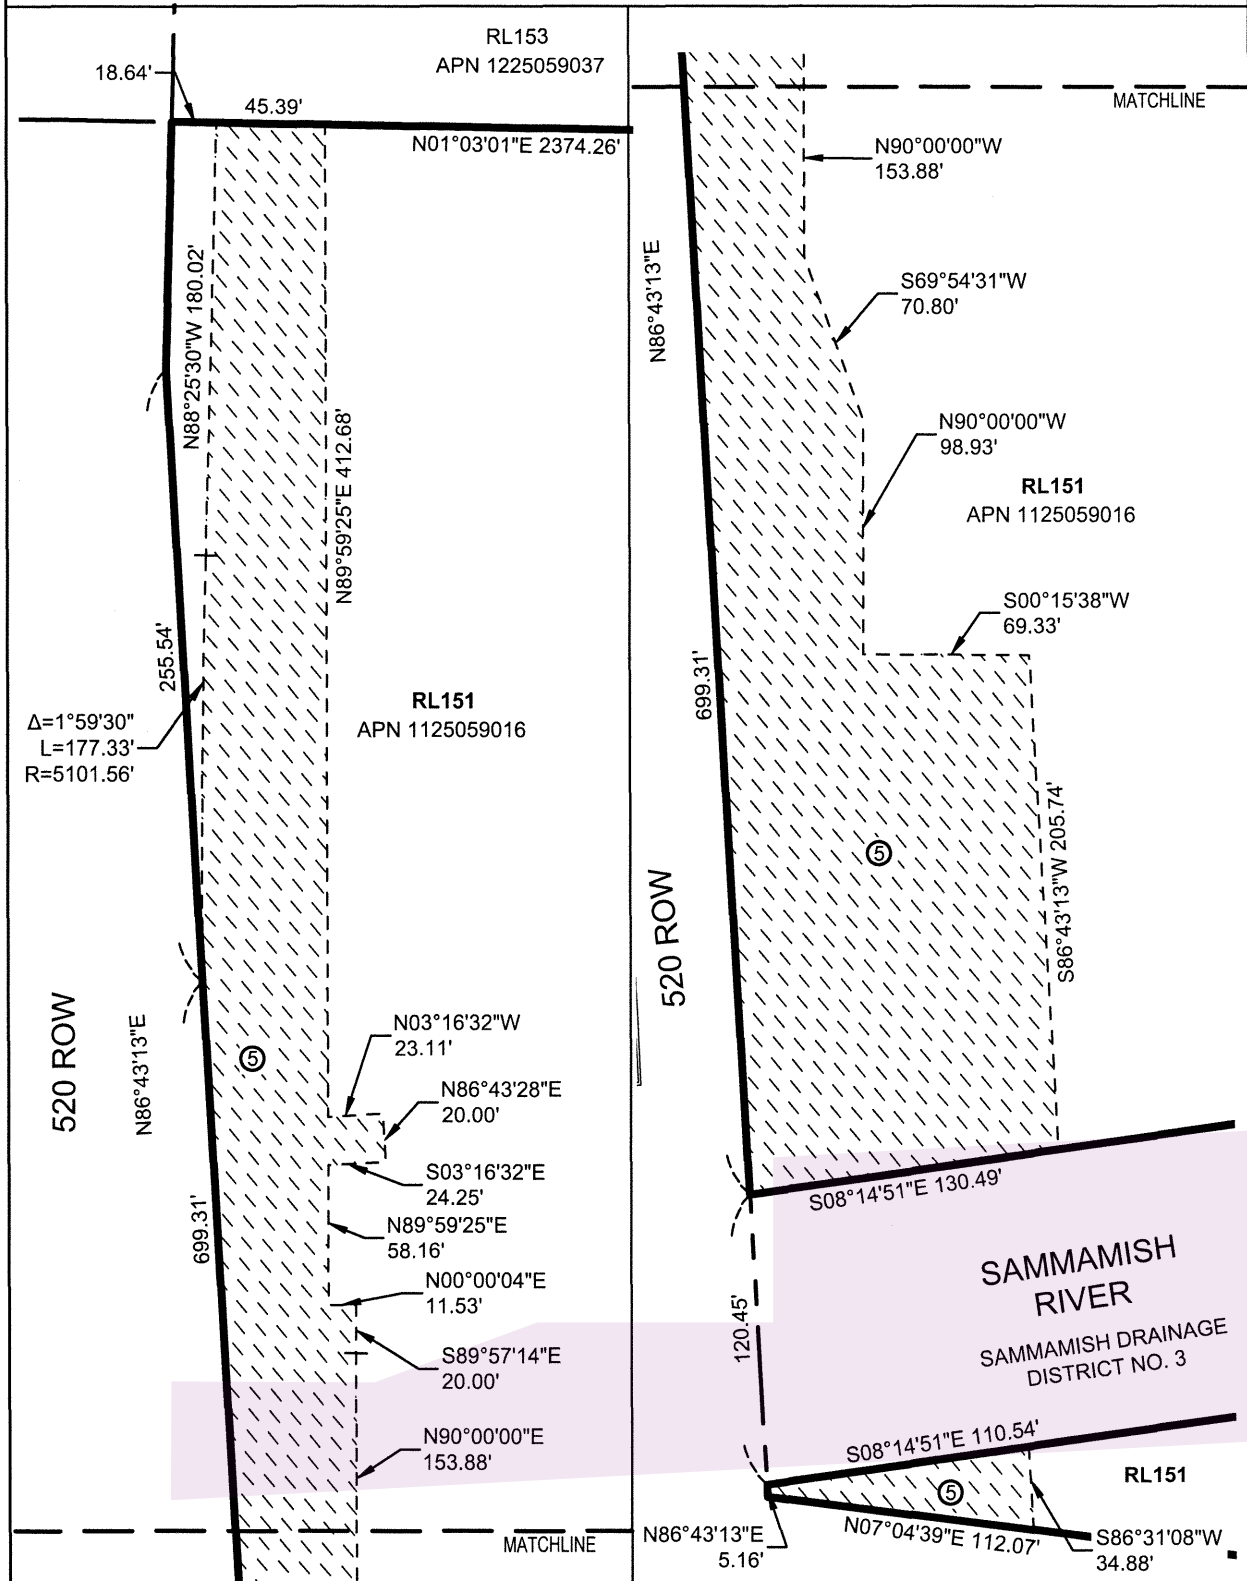 RL153
APN 1225059037
18.64'
45.39'
N01°03'01"E 2374.26'
N88°25'30"W 180.02'
N89°59'25"E 412.68'
255.54'
Δ=1°59'30"
L=177.33'
R=5101.56'
RL151
APN 1125059016
520 ROW
N86°43'13"E
5
N03°16'32"W
23.11'
N86°43'28"E
20.00'
S03°16'32"E
24.25'
N89°59'25"E
58.16'
699.31'
N00°00'04"E
11.53'
S89°57'14"E
20.00'
N90°00'00"E
153.88'
MATCHLINE
MATCHLINE
N90°00'00"W
153.88'
N86°43'13"E
S69°54'31"W
70.80'
N90°00'00"W
98.93'
RL151
APN 1125059016
S00°15'38"W
69.33'
699.31'
S86°43'13"W 205.74'
5
520 ROW
S08°14'51"E 130.49'
SAMMAMISH
RIVER
SAMMAMISH DRAINAGE
DISTRICT NO. 3
120.45'
S08°14'51"E 110.54'
RL151
5
N86°43'13"E
5.16'
N07°04'39"E 112.07'
S86°31'08"W
34.88'